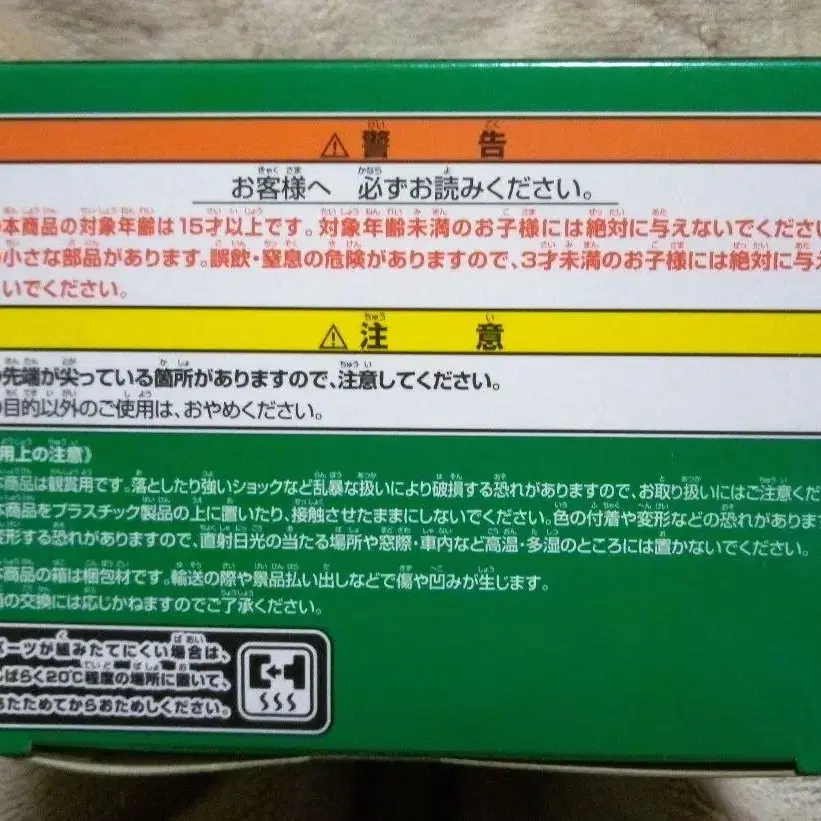 ⚠警告
お客様へ 必ずお読みください。
本商品の対象年齢は15才以上です。対象年齢未満のお子様には絶対に与えないでくださ
小さな部品があります。誤飲・窒息の危険がありますので、3才未満のお子様には絶対に与え
いでください。
⚠注意
先端が尖っている箇所がありますので、注意してください。
目的以外のご使用は、おやめください。
用上の注意》
本商品は観賞用です。落としたり強いショックなど乱暴な扱いにより破損する恐れがありますので、お取り扱いにはご注意くだ
本商品をプラスチック製品の上に置いたり、接触させたままにしないでください。色の付着や変形などの恐れがあります
変形する恐れがありますので、直射日光の当たる場所や窓際・車内など高温・多湿のところには置かないでください。
本商品の箱は梱包材です。輸送の際や景品払い出しなどで傷や凹みが生じます。
の交換には応じかねますのでご了承ください。
パーツが組みたてにくい場合は、
しばらく20℃程度の場所に置いて、
あたためてからおためしください。